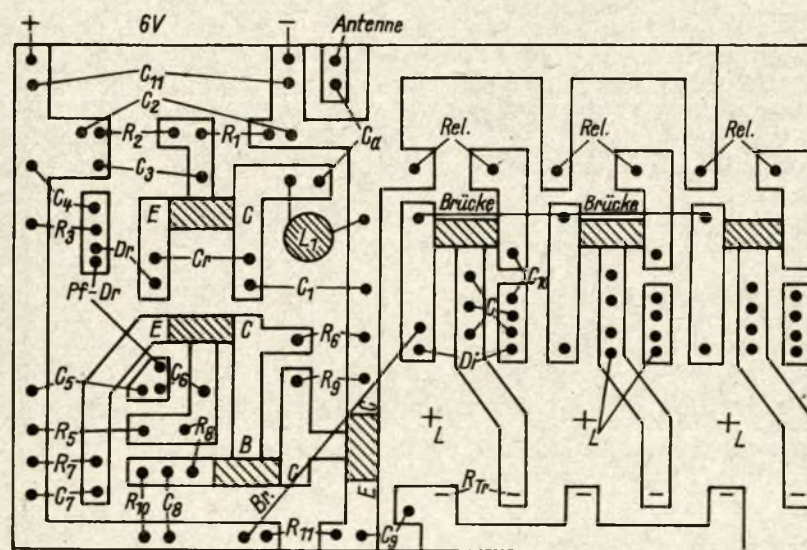 + 6V - Antenne
C11
C2
R2 R1 Ca Rel. Rel. Rel.
C3
C4 E C Brücke Brücke
R3 L1
Dr Cr C10
Pf-Dr C1
E C R6
C5 C6 R9 Dr
C + L + L + L
R5 R8
R7 B C
C7 E RTr - - - - - -
R10 C8 Br. R11 C9